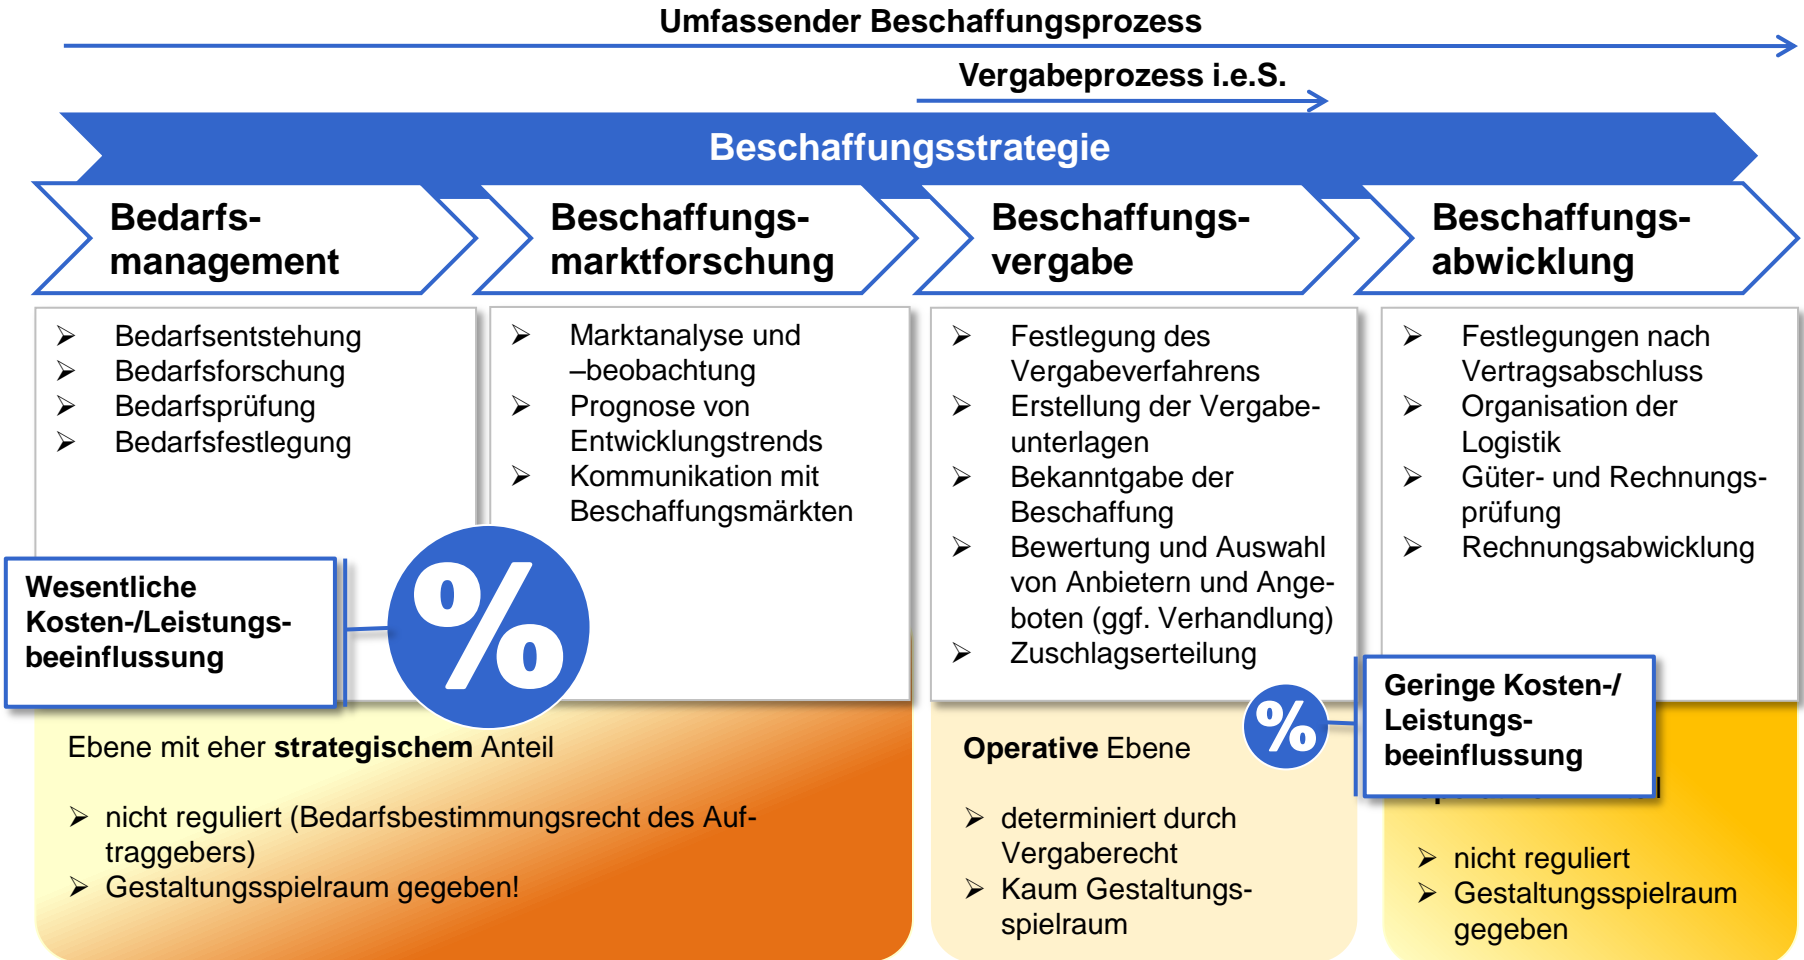 Umfassender Beschaffungsprozess
Vergabeprozess i.e.S.
Beschaffungsstrategie
Bedarfs-
management
Beschaffungs-
marktforschung
Beschaffungs-
vergabe
Beschaffungs-
abwicklung
➢ Bedarfsentstehung
➢ Bedarfsforschung
➢ Bedarfsprüfung
➢ Bedarfsfestlegung
➢ Marktanalyse und
–beobachtung
➢ Prognose von
Entwicklungstrends
➢ Kommunikation mit
Beschaffungsmärkten
➢ Festlegung des
Vergabeverfahrens
➢ Erstellung der Vergabe-
unterlagen
➢ Bekanntgabe der
Beschaffung
➢ Bewertung und Auswahl
von Anbietern und Ange-
boten (ggf. Verhandlung)
➢ Zuschlagserteilung
➢ Festlegungen nach
Vertragsabschluss
➢ Organisation der
Logistik
➢ Güter- und Rechnungs-
prüfung
➢ Rechnungsabwicklung
Wesentliche
Kosten-/Leistungs-
beeinflussung
%
Ebene mit eher strategischem Anteil
➢ nicht reguliert (Bedarfsbestimmungsrecht des Auf-
traggebers)
➢ Gestaltungsspielraum gegeben!
Operative Ebene
➢ determiniert durch
Vergaberecht
➢ Kaum Gestaltungs-
spielraum
%
Geringe Kosten-/
Leistungs-
beeinflussung
➢ nicht reguliert
➢ Gestaltungsspielraum
gegeben